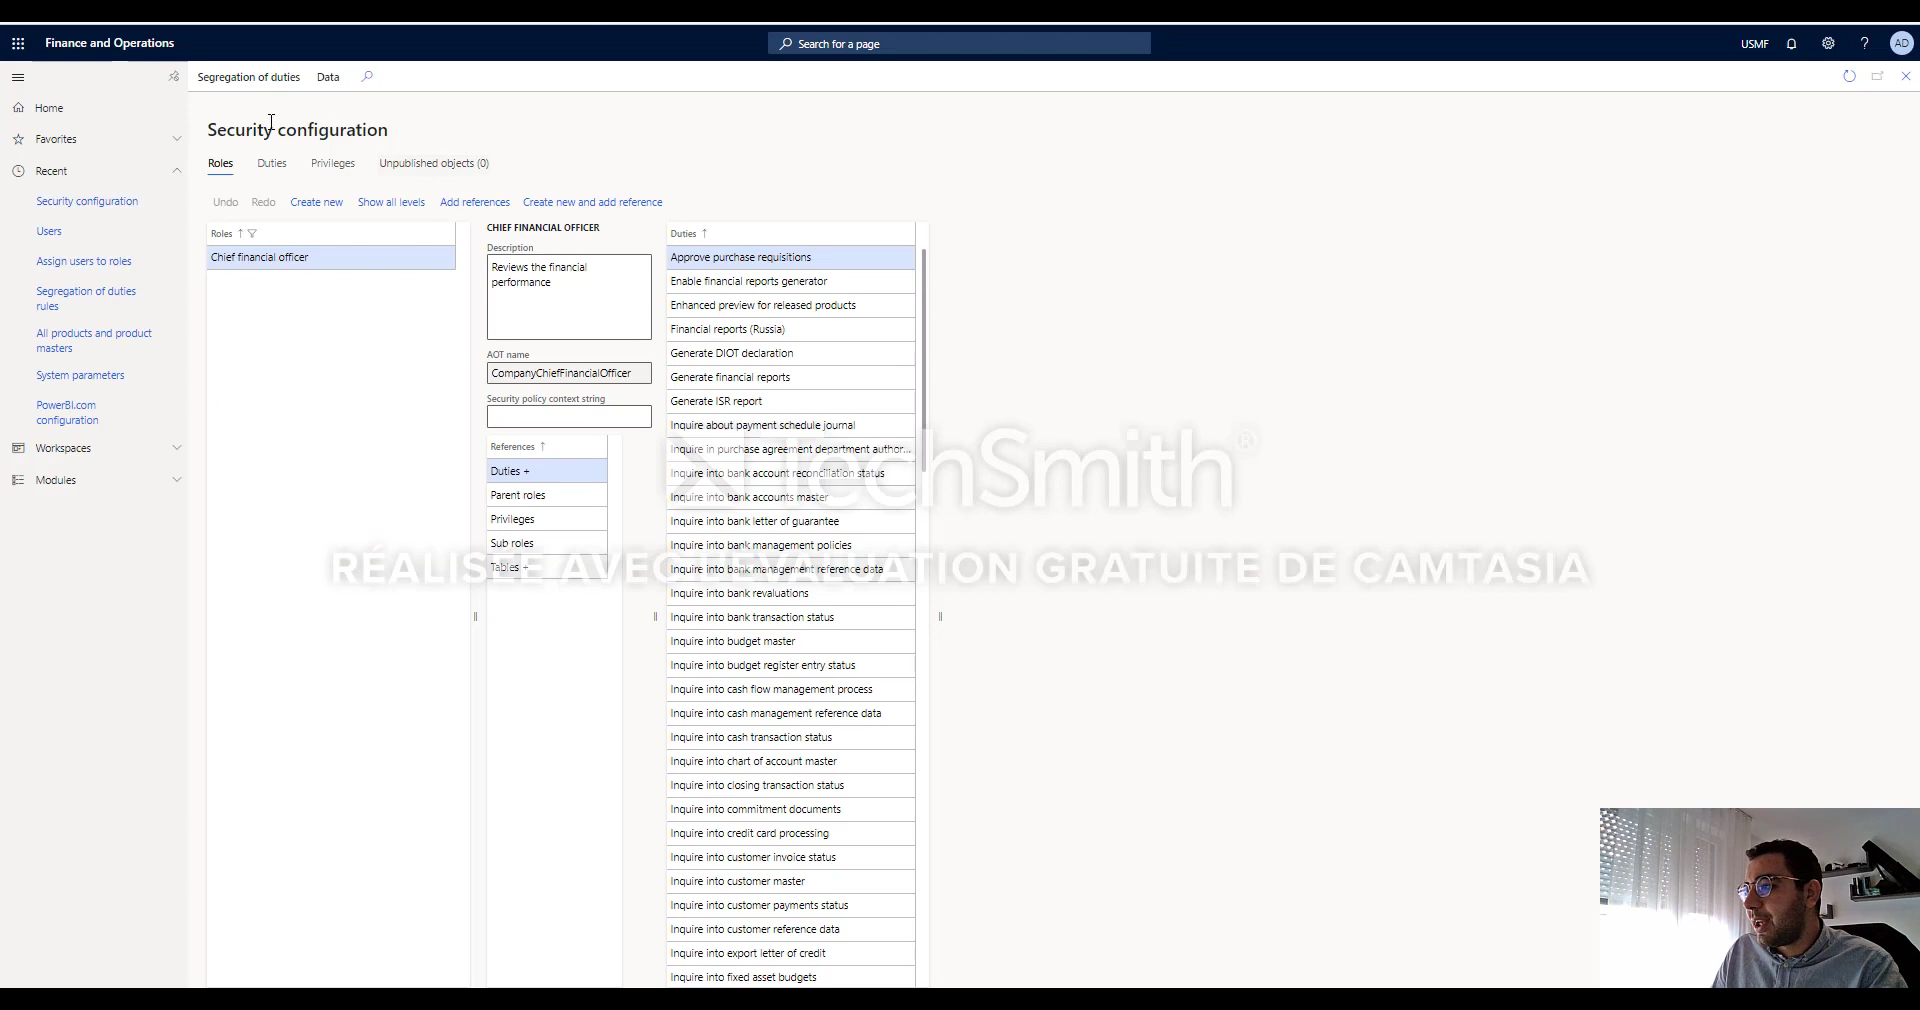 Finance and Operations
Search for a page
USMF
AD
Segregation of duties Data
Home
Favorites
Recent
Security configuration
Users
Assign users to roles
Segregation of duties
rules
All products and product
masters
System parameters
PowerBI.com
configuration
Workspaces
Modules
Security configuration
Roles Duties Privileges Unpublished objects (0)
Undo Redo Create new Show all levels Add references Create new and add reference
Roles
Chief financial officer
CHIEF FINANCIAL OFFICER
Description
Reviews the financial
performance
AOT name
CompanyChiefFinancialOfficer
Security policy context string
References
Duties +
Parent roles
Privileges
Sub roles
Tables +
Duties
Approve purchase requisitions
Enable financial reports generator
Enhanced preview for released products
Financial reports (Russia)
Generate DIOT declaration
Generate financial reports
Generate ISR report
Inquire about payment schedule journal
Inquire in purchase agreement department author...
Inquire into bank account reconciliation status
Inquire into bank accounts master
Inquire into bank letter of guarantee
Inquire into bank management policies
Inquire into bank management reference data
Inquire into bank revaluations
Inquire into bank transaction status
Inquire into budget master
Inquire into budget register entry status
Inquire into cash flow management process
Inquire into cash management reference data
Inquire into cash transaction status
Inquire into chart of account master
Inquire into closing transaction status
Inquire into commitment documents
Inquire into credit card processing
Inquire into customer invoice status
Inquire into customer master
Inquire into customer payments status
Inquire into customer reference data
Inquire into export letter of credit
Inquire into fixed asset budgets
TechSmith®
RÉALISÉE AVEC L'ÉVALUATION GRATUITE DE CAMTASIA